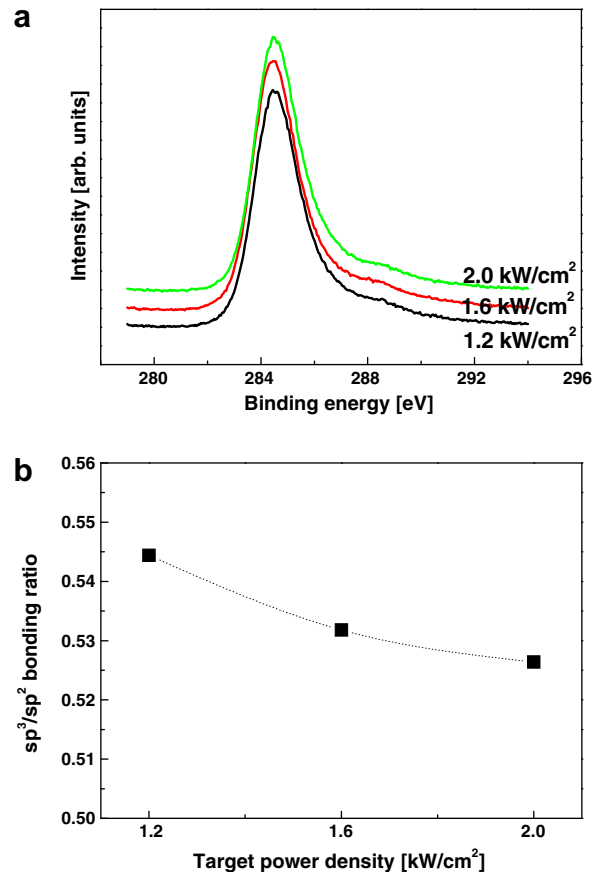 a
Intensity [arb. units]
2.0 kW/cm²
1.6 kW/cm²
1.2 kW/cm²
280 284 288 292 296
Binding energy [eV]
b
0.56
0.55
0.54
0.53
0.52
0.51
0.50
sp³/sp² bonding ratio
1.2 1.6 2.0
Target power density [kW/cm²]